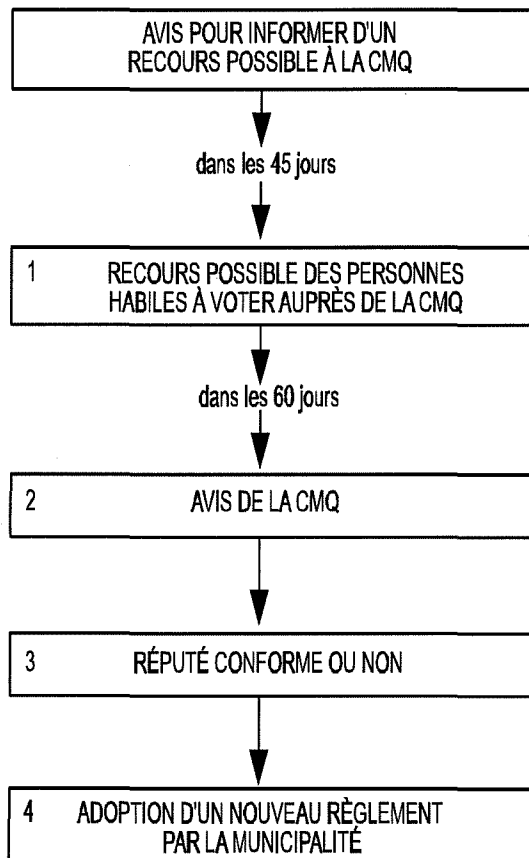 AVIS POUR INFORMER D'UN
RECOURS POSSIBLE À LA CMQ
dans les 45 jours
1 RECOURS POSSIBLE DES PERSONNES
HABILES À VOTER AUPRÈS DE LA CMQ
dans les 60 jours
2 AVIS DE LA CMQ
3 RÉPUTÉ CONFORME OU NON
4 ADOPTION D'UN NOUVEAU RÈGLEMENT
PAR LA MUNICIPALITÉ